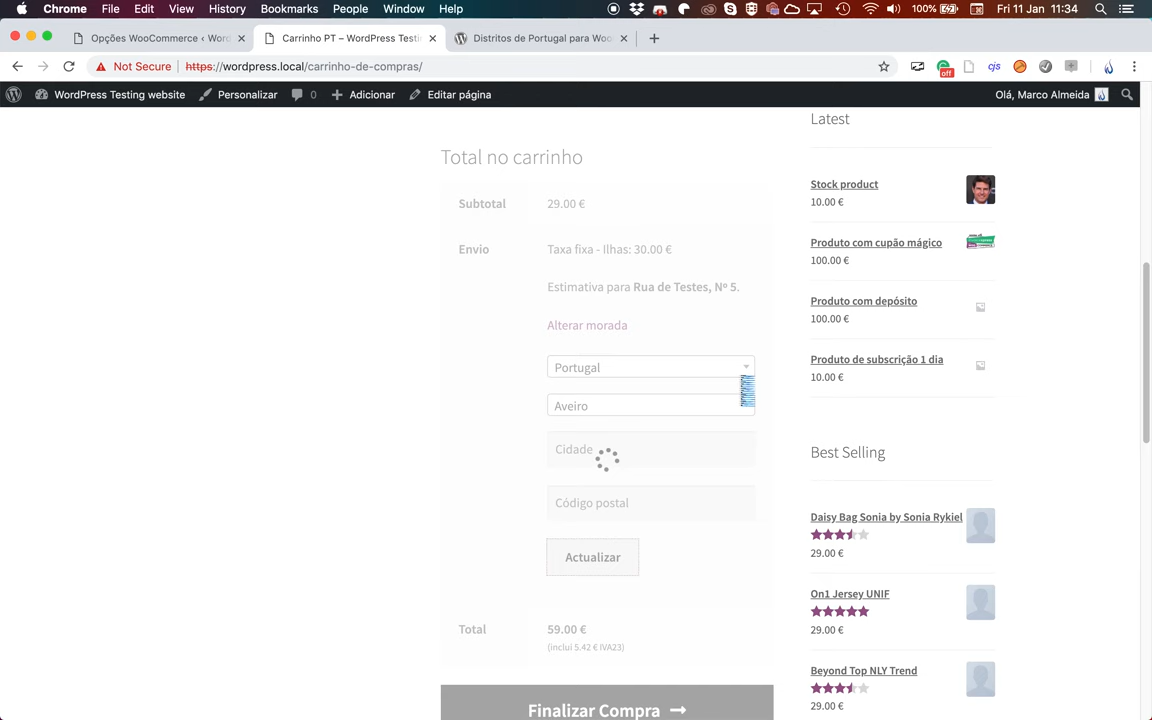 Chrome File Edit View History Bookmarks People Window Help 100% Fri 11 Jan 11:34
Opções WooCommerce ‹ Word
Carrinho PT – WordPress Testin
Distritos de Portugal para Woo
Not Secure https://wordpress.local/carrinho-de-compras/ off cjs
WordPress Testing website Personalizar 0 Adicionar Editar página Olá, Marco Almeida
Total no carrinho
Subtotal 29.00 €
Envio Taxa fixa - Ilhas: 30.00 €
Estimativa para Rua de Testes, Nº 5.
Alterar morada
Portugal
Aveiro
Cidade
Código postal
Actualizar
Total 59.00 €
(inclui 5.42 € IVA23)
Finalizar Compra →
Latest
Stock product
10.00 €
Produto com cupão mágico
100.00 €
Produto com depósito
100.00 €
Produto de subscrição 1 dia
10.00 €
Best Selling
Daisy Bag Sonia by Sonia Rykiel
29.00 €
On1 Jersey UNIF
29.00 €
Beyond Top NLY Trend
29.00 €